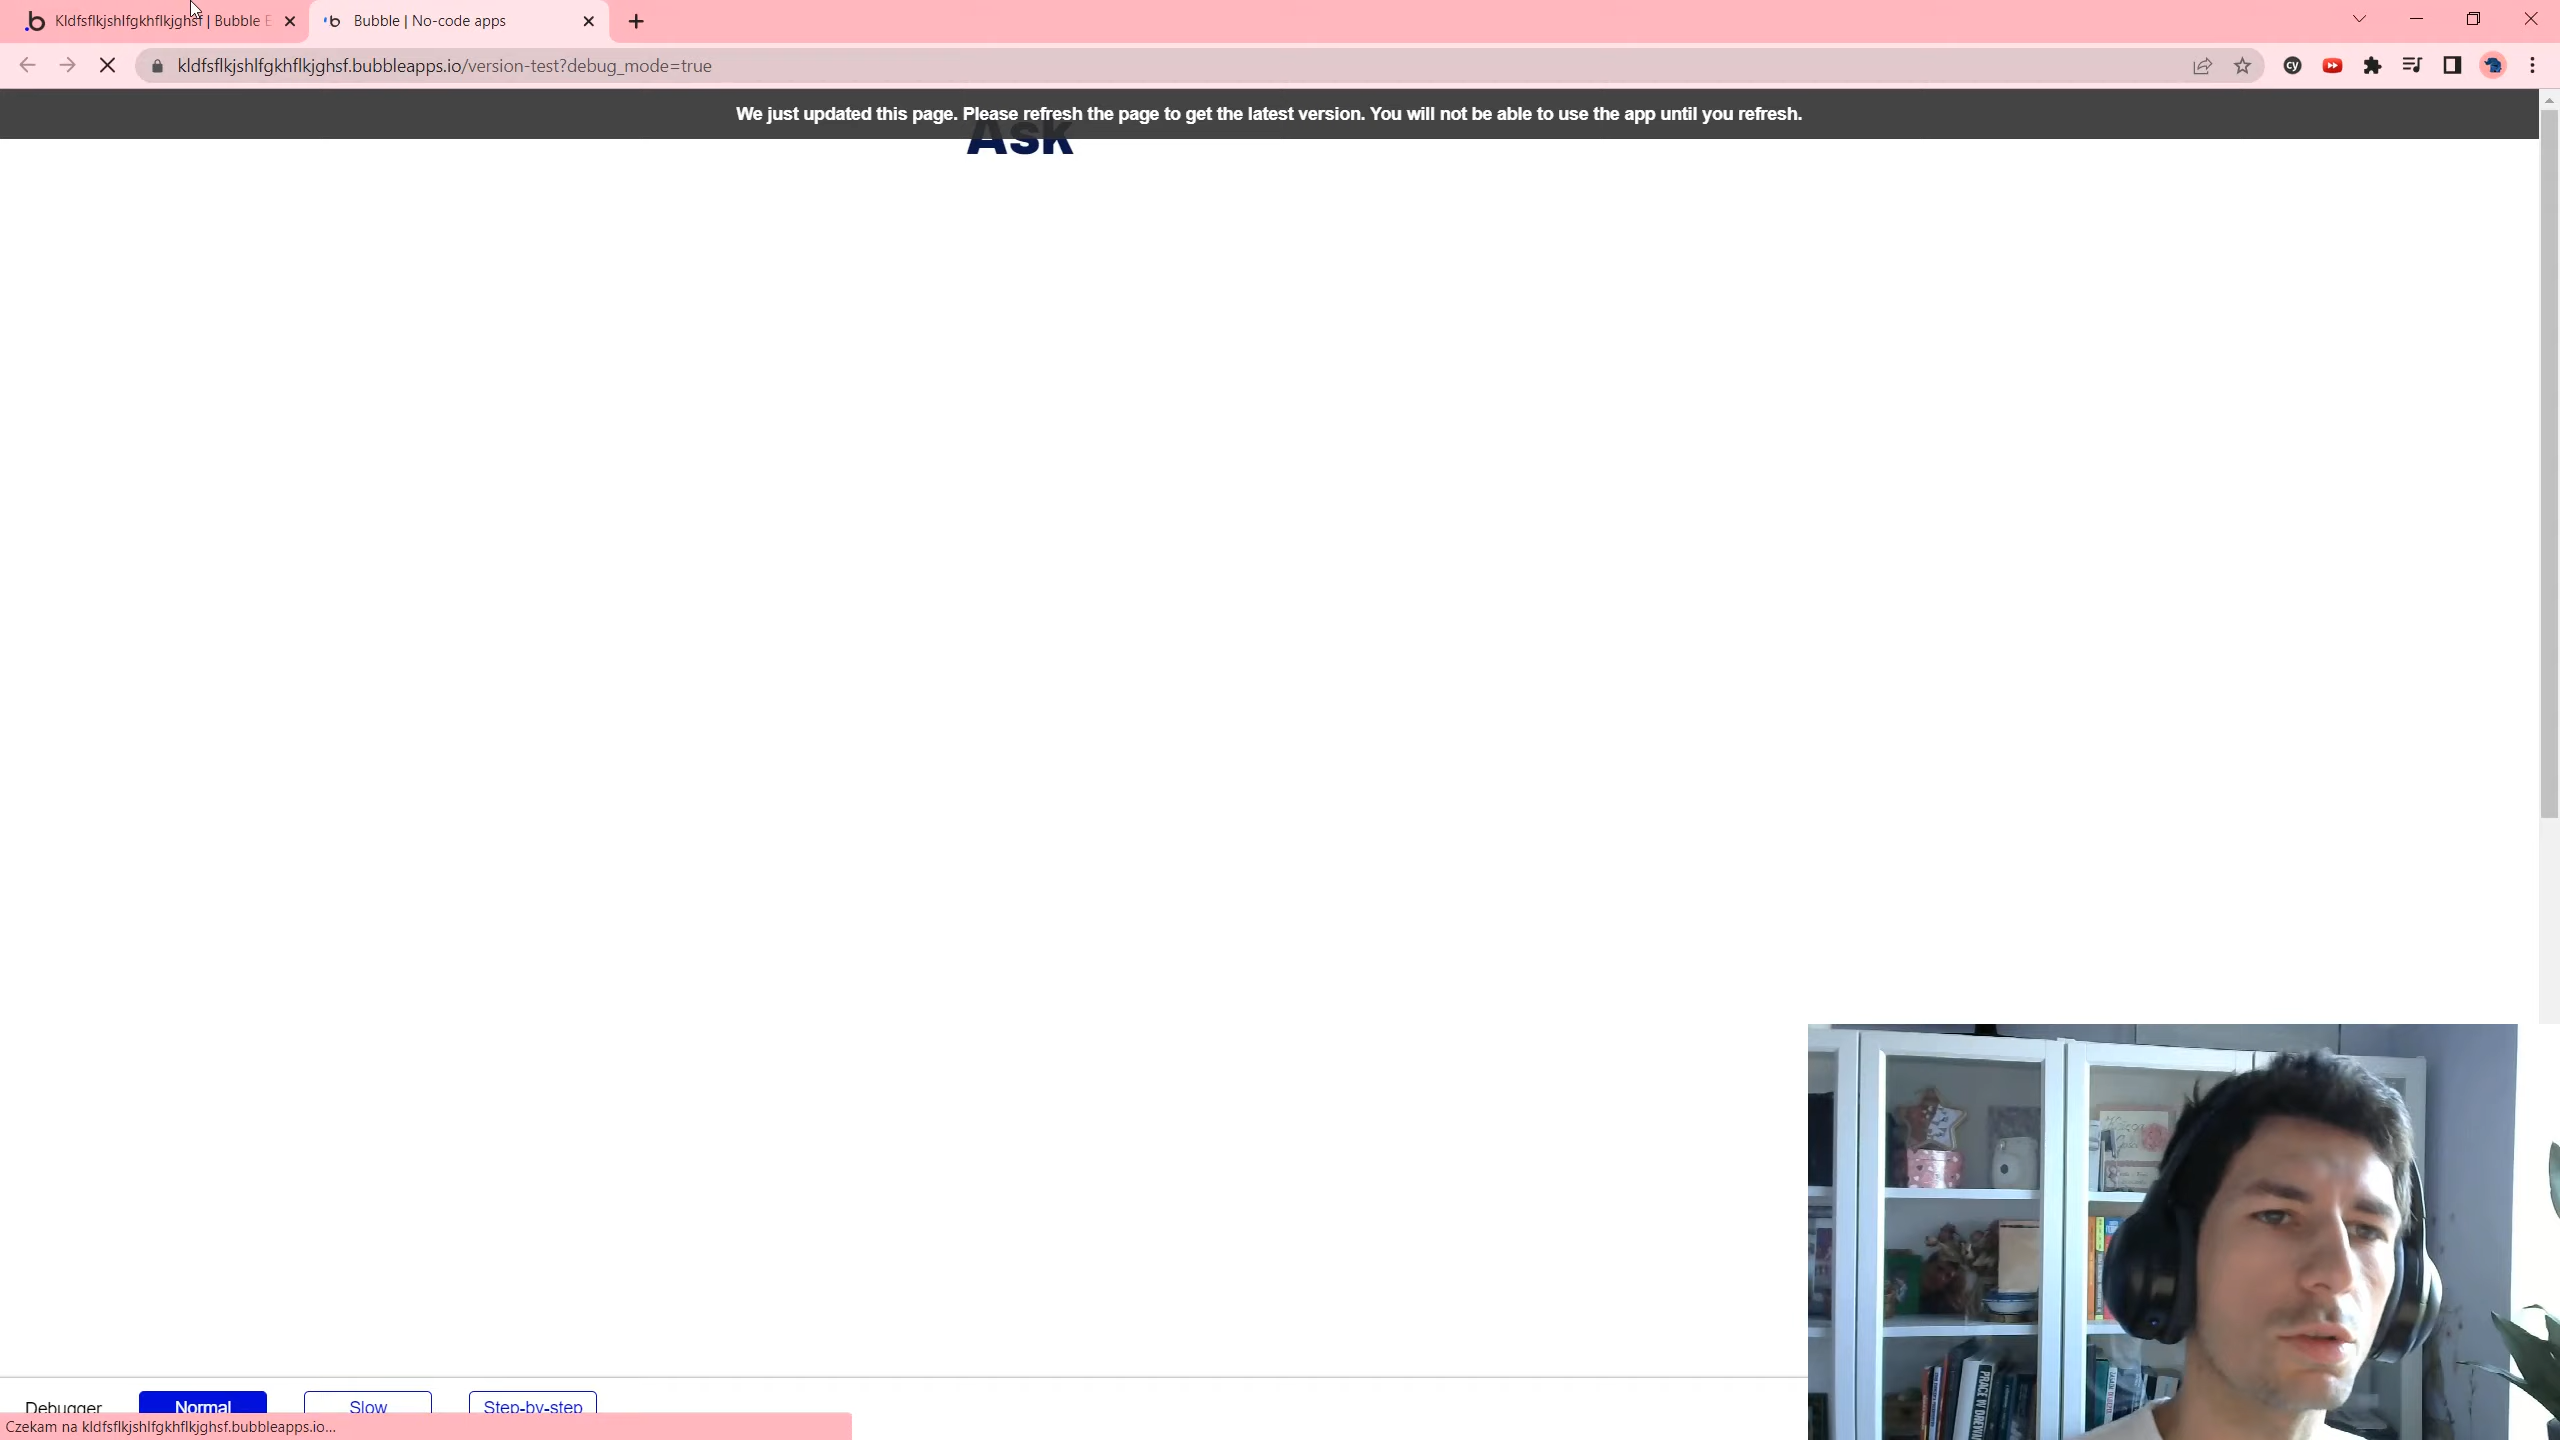 Kldfsflkjshlfgkhflkjghsf | Bubble E
Bubble | No-code apps
kldfsflkjshlfgkhflkjghsf.bubbleapps.io/version-test?debug_mode=true
We just updated this page. Please refresh the page to get the latest version. You will not be able to use the app until you refresh.
Ask
Debugger Normal Slow Step-by-step
Czekam na kldfsflkjshlfgkhflkjghsf.bubbleapps.io...